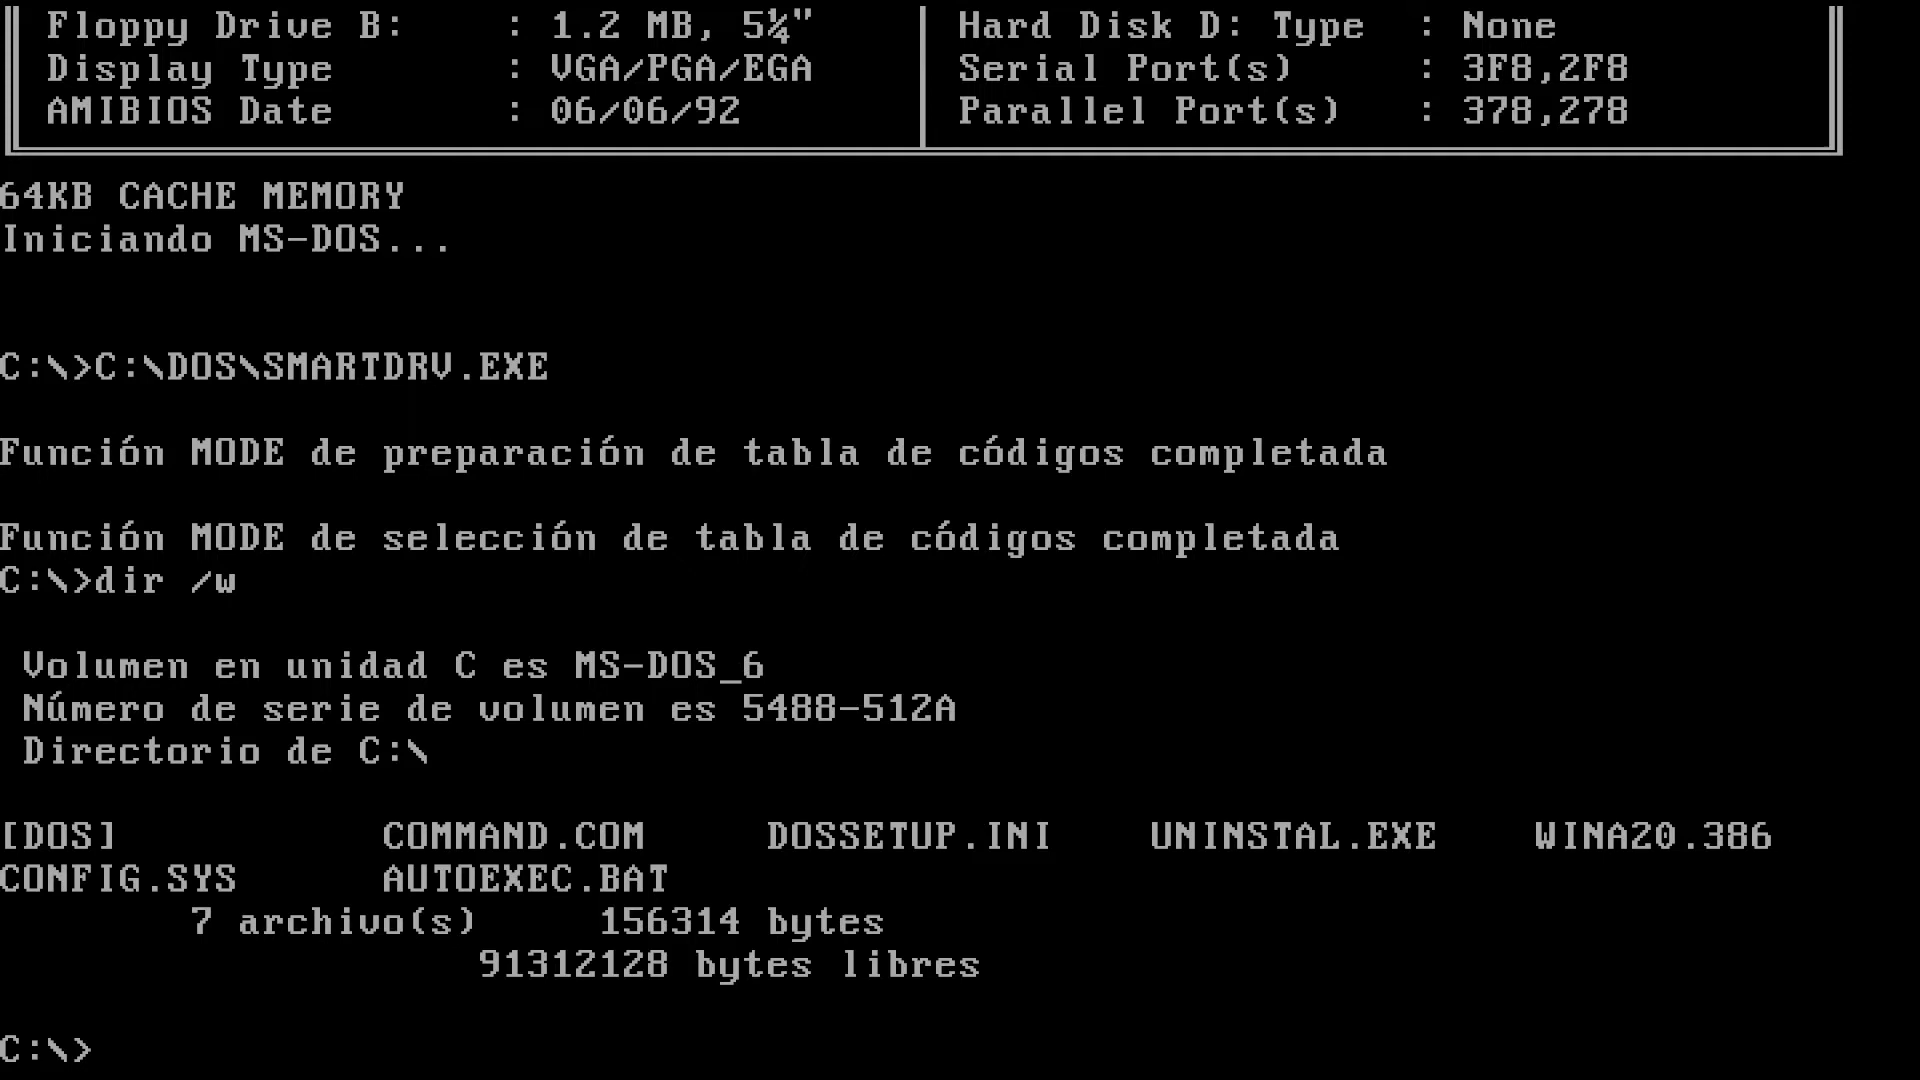 Floppy Drive B:     : 1.2 MB, 5¼"     Hard Disk D: Type  : None
Display Type        : VGA/PGA/EGA     Serial Port(s)     : 3F8,2F8
AMIBIOS Date        : 06/06/92        Parallel Port(s)   : 378,278
64KB CACHE MEMORY
Iniciando MS-DOS...
C:\>C:\DOS\SMARTDRV.EXE
Función MODE de preparación de tabla de códigos completada
Función MODE de selección de tabla de códigos completada
C:\>dir /w
Volumen en unidad C es MS-DOS_6
Número de serie de volumen es 5488-512A
Directorio de C:\
[DOS]           COMMAND.COM     DOSSETUP.INI    UNINSTAL.EXE    WINA20.386
CONFIG.SYS      AUTOEXEC.BAT
7 archivo(s)     156314 bytes
91312128 bytes libres
C:\>